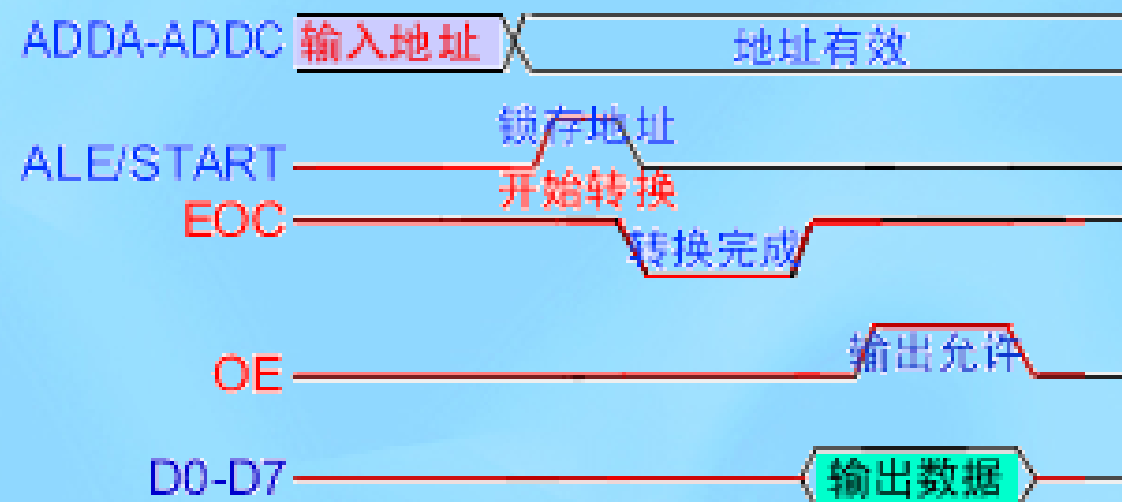 ADDA-ADDC 输入地址 地址有效
锁存地址
ALE/START
开始转换
EOC
转换完成
输出允许
OE
D0-D7 输出数据